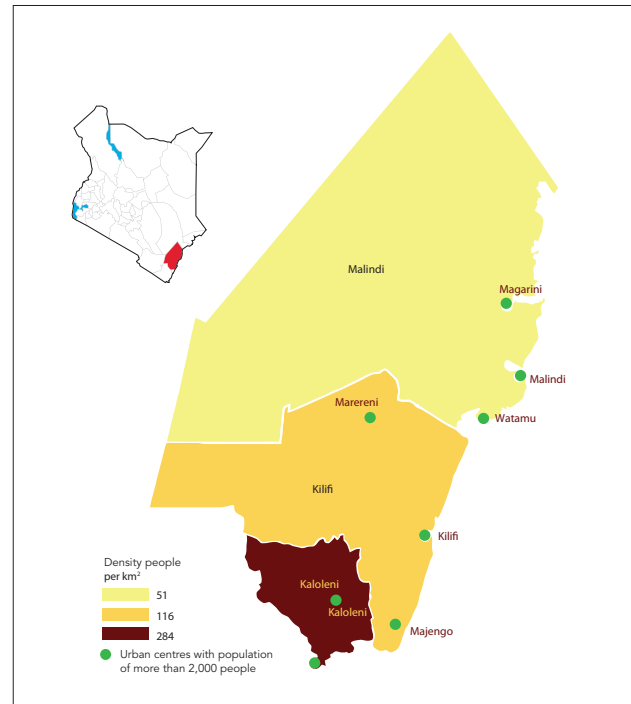 Malindi
Magarini
Malindi
Marereni
Watamu
Kilifi
Kilifi
Kaloleni
Kaloleni
Majengo
Density people
per km²
51
116
284
Urban centres with population
of more than 2,000 people